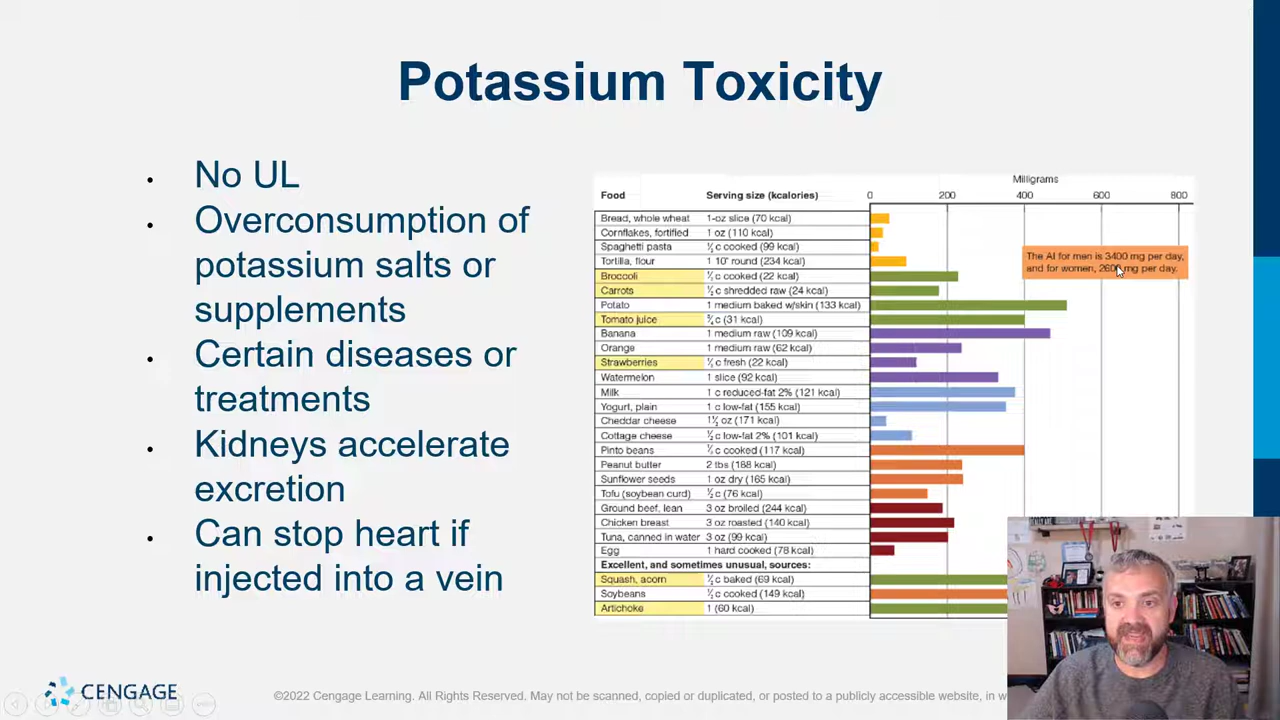 Potassium Toxicity
• No UL
• Overconsumption of
potassium salts or
supplements
• Certain diseases or
treatments
• Kidneys accelerate
excretion
• Can stop heart if
injected into a vein
Milligrams
Food Serving size (kcalories) 0 200 400 600 800
Bread, whole wheat 1-oz slice (70 kcal)
Cornflakes, fortified 1 oz (110 kcal)
Spaghetti pasta ½ c cooked (99 kcal)
Tortilla, flour 1 10" round (234 kcal)
The AI for men is 3400 mg per day,
and for women, 2600 mg per day.
Broccoli ½ c cooked (22 kcal)
Carrots ½ c shredded raw (24 kcal)
Potato 1 medium baked w/skin (133 kcal)
Tomato juice ¾ c (31 kcal)
Banana 1 medium raw (109 kcal)
Orange 1 medium raw (62 kcal)
Strawberries ½ c fresh (22 kcal)
Watermelon 1 slice (92 kcal)
Milk 1 c reduced-fat 2% (121 kcal)
Yogurt, plain 1 c low-fat (155 kcal)
Cheddar cheese 1½ oz (171 kcal)
Cottage cheese ½ c low-fat 2% (101 kcal)
Pinto beans ½ c cooked (117 kcal)
Peanut butter 2 tbs (188 kcal)
Sunflower seeds 1 oz dry (165 kcal)
Tofu (soybean curd) ½ c (76 kcal)
Ground beef, lean 3 oz broiled (244 kcal)
Chicken breast 3 oz roasted (140 kcal)
Tuna, canned in water 3 oz (99 kcal)
Egg 1 hard cooked (78 kcal)
Excellent, and sometimes unusual, sources:
Squash, acorn ½ c baked (69 kcal)
Soybeans ½ c cooked (149 kcal)
Artichoke 1 (60 kcal)
CENGAGE
©2022 Cengage Learning. All Rights Reserved. May not be scanned, copied or duplicated, or posted to a publicly accessible website, in w